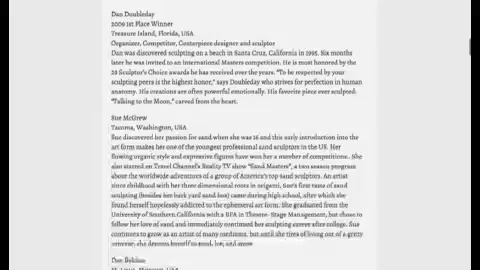 Dan Doubleday
2009 1st Place Winner
Treasure Island, Florida, USA
Organizer, Competitor, Centerpiece designer and sculptor
Dan was discovered sculpting on a beach in Santa Cruz, California in 1995. Six months
later he was invited to an International Masters competition. He is most honored by the
28 Sculptor's Choice awards he has received over the years. "To be respected by your
sculpting peers is the highest honor," says Doubleday who strives for perfection in human
anatomy. His creations are often powerful emotionally. His favorite piece ever sculpted:
"Talking to the Moon," carved from the heart.
Sue McGrew
Tacoma, Washington, USA
Sue discovered her passion for sand when she was 16 and this early introduction into the
art form makes her one of the youngest professional sand sculptors in the US. Her
flowing organic style and expressive figures have won her a number of competitions. She
also starred on Travel Channel's Reality TV show "Sand Masters", a two season program
about the worldwide adventures of a group of America's top sand sculptors. An artist
since childhood with her three dimensional roots in origami, Sue's first taste of sand
sculpting (besides her back yard sand box) came during high school, after which she
found herself hopelessly addicted to the ephemeral art form. She graduated from the
University of Southern California with a BFA in Theatre- Stage Management, but chose to
follow her love of sand and immediately continued her sculpting career after college. Sue
continues to grow as an artist of many mediums, but until she tires of living out of a gritty
suitcase, she deems herself to sand, ice, and snow